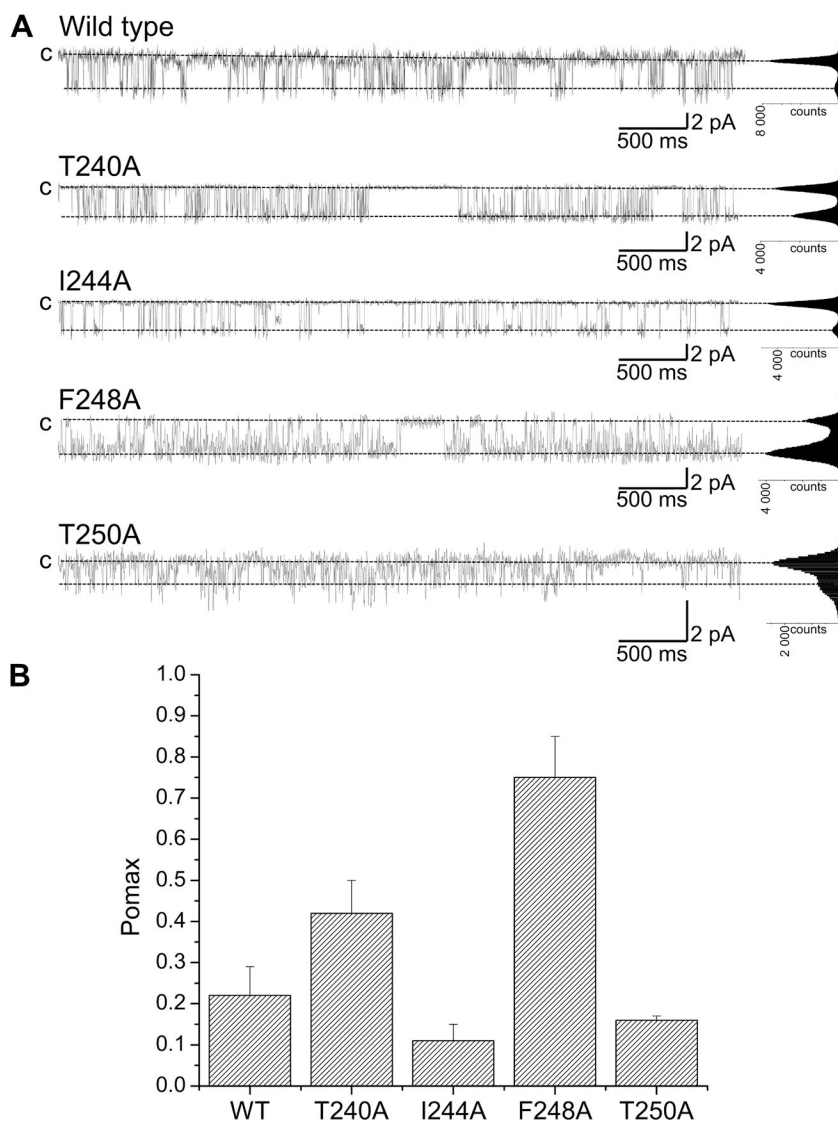 A
Wild type
C
8 000
counts
2 pA
500 ms
T240A
C
4 000
counts
2 pA
500 ms
I244A
C
4 000
counts
2 pA
500 ms
F248A
C
4 000
counts
2 pA
500 ms
T250A
C
2 000
counts
2 pA
500 ms
B
Pomax
1.0
0.9
0.8
0.7
0.6
0.5
0.4
0.3
0.2
0.1
0.0
WT T240A I244A F248A T250A